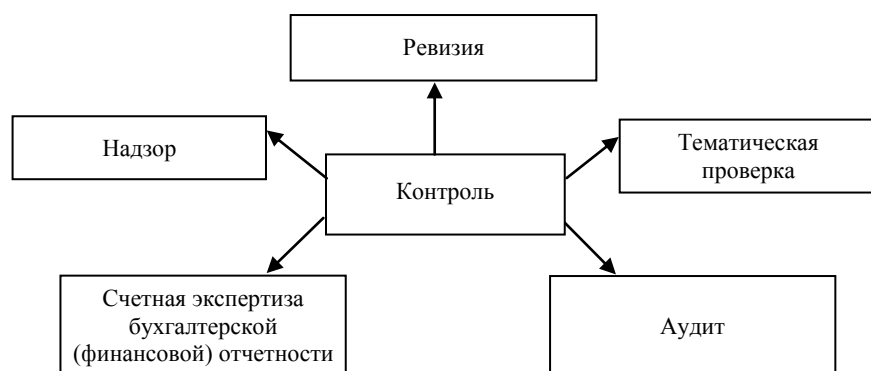 Ревизия
Надзор
Тематическая
проверка
Контроль
Счетная экспертиза
бухгалтерской
(финансовой) отчетности
Аудит